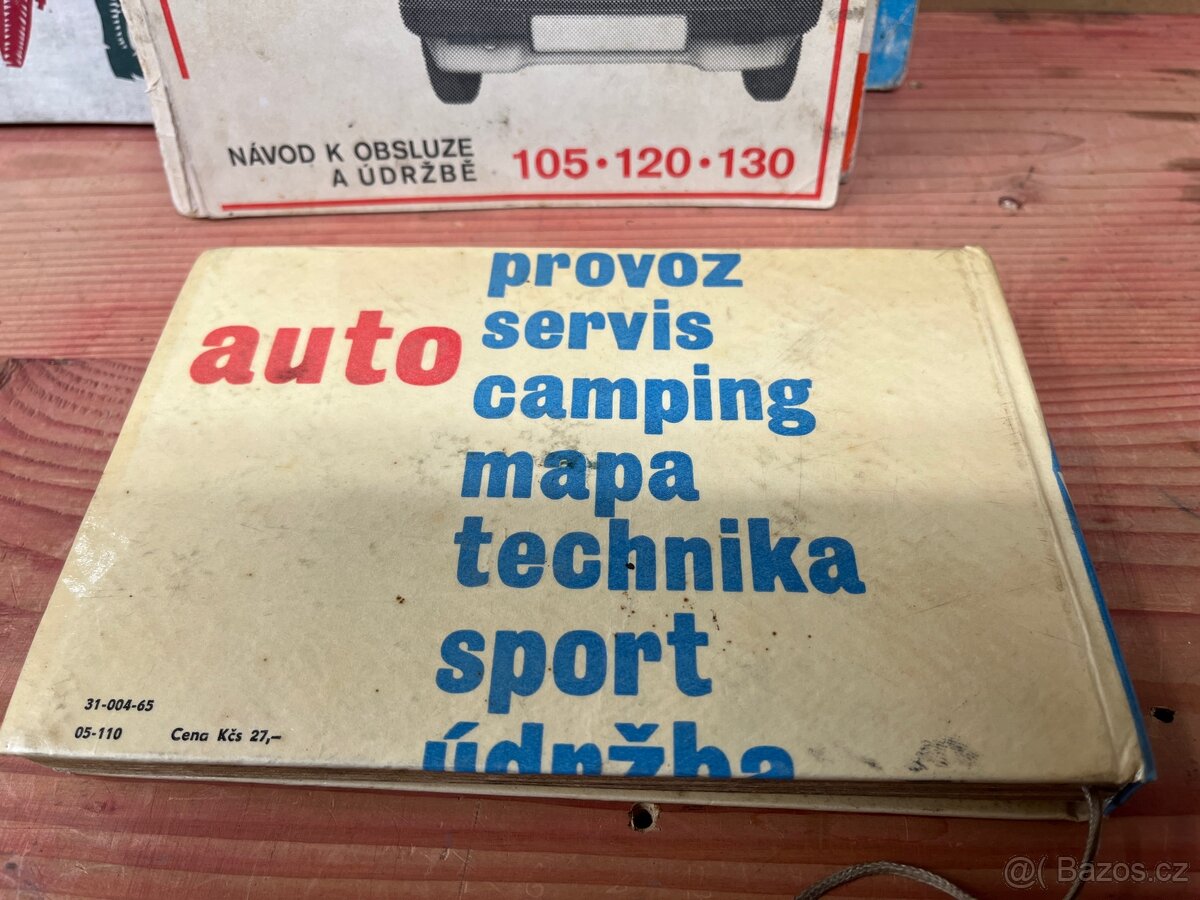 NÁVOD K OBSLUZE
A ÚDRŽBĚ
105 • 120 • 130
auto
provoz
servis
camping
mapa
technika
sport
údržba
31-004-65
05-110 Cena Kčs 27,–
@( Bazos.cz